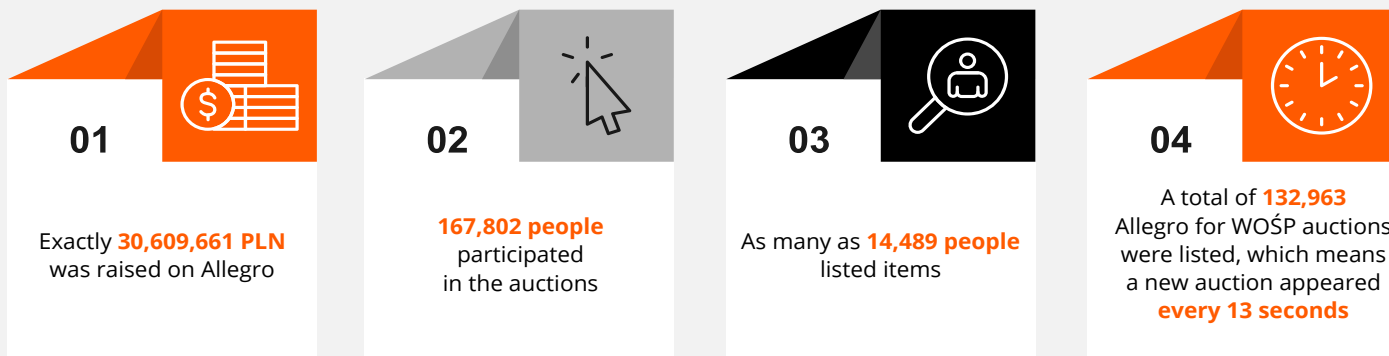 01
Exactly 30,609,661 PLN
was raised on Allegro
02
167,802 people
participated
in the auctions
03
As many as 14,489 people
listed items
04
A total of 132,963
Allegro for WOŚP auctions
were listed, which means
a new auction appeared
every 13 seconds